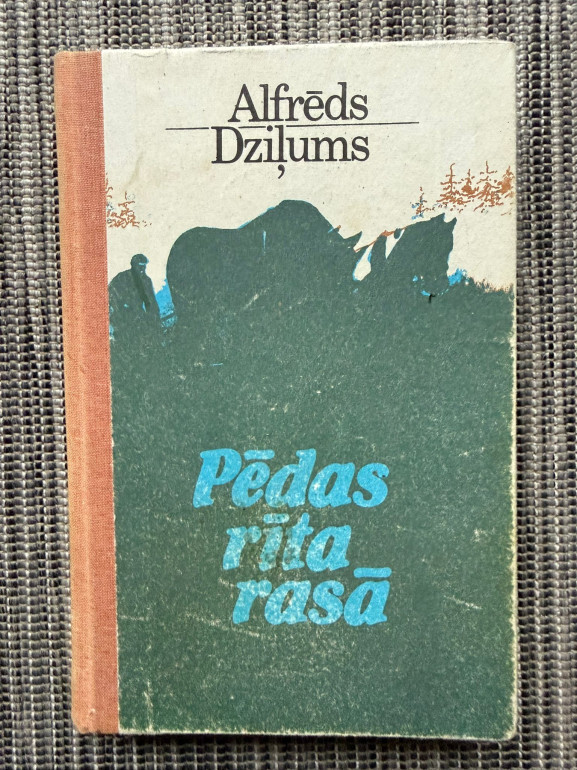 Alfrēds
Dziļums
Pēdas
rīta
rasā